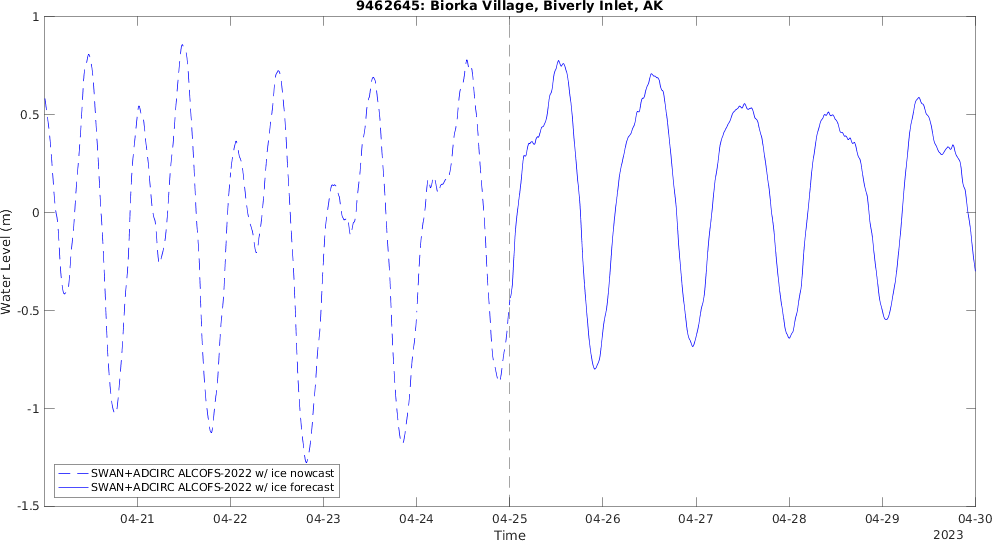 9462645: Biorka Village, Biverly Inlet, AK
Water Level (m)
1
0.5
0
-0.5
-1
-1.5
SWAN+ADCIRC ALCOFS-2022 w/ ice nowcast
SWAN+ADCIRC ALCOFS-2022 w/ ice forecast
04-21 04-22 04-23 04-24 04-25 04-26 04-27 04-28 04-29 04-30
Time
2023